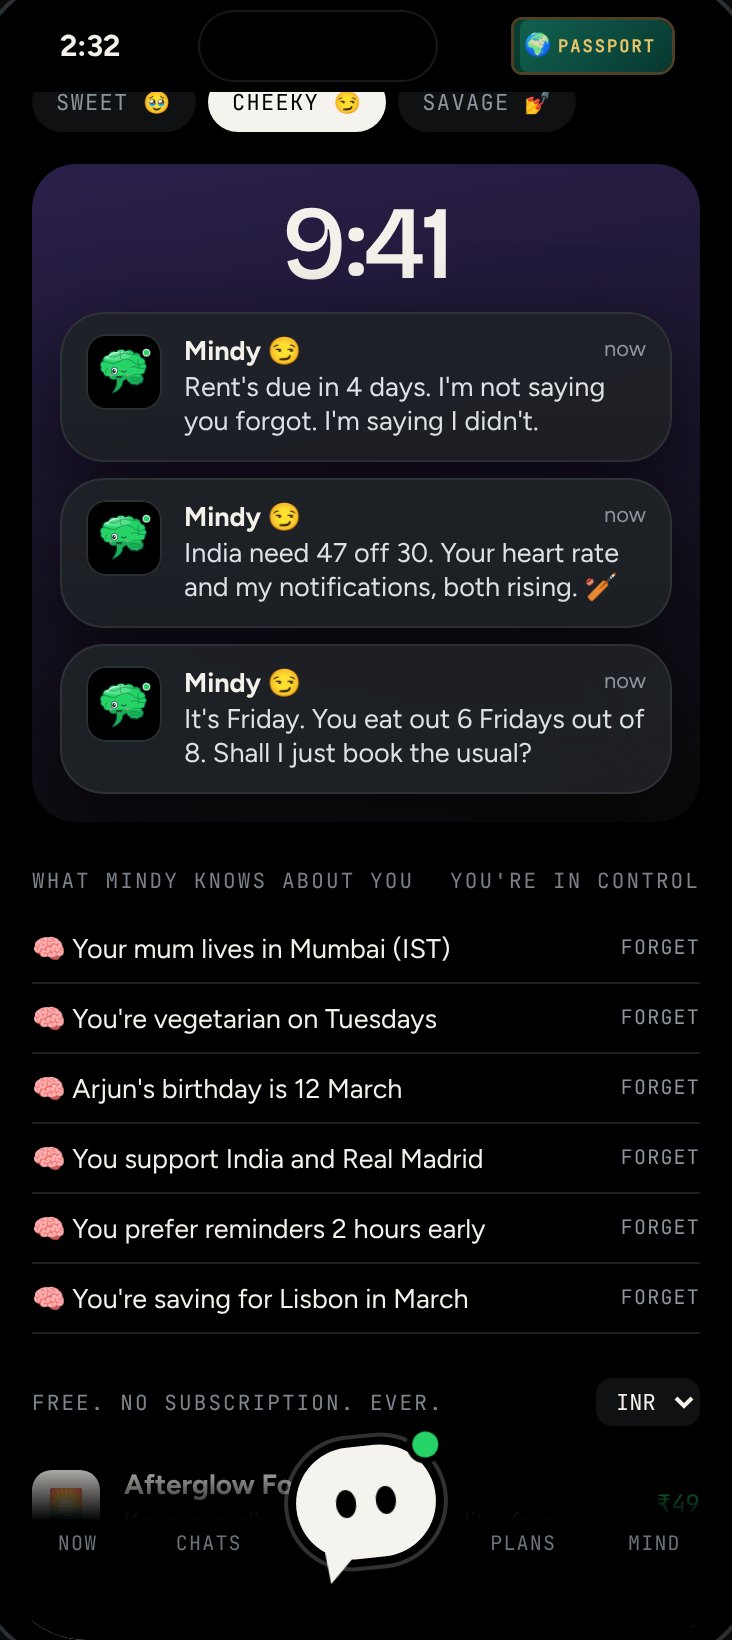 2:32
🌍 PASSPORT
SWEET 🥹
CHEEKY 😏
SAVAGE 💅
9:41
Mindy 😏 now
Rent's due in 4 days. I'm not saying
you forgot. I'm saying I didn't.
Mindy 😏 now
India need 47 off 30. Your heart rate
and my notifications, both rising. 🏏
Mindy 😏 now
It's Friday. You eat out 6 Fridays out of
8. Shall I just book the usual?
WHAT MINDY KNOWS ABOUT YOU YOU'RE IN CONTROL
🧠 Your mum lives in Mumbai (IST) FORGET
🧠 You're vegetarian on Tuesdays FORGET
🧠 Arjun's birthday is 12 March FORGET
🧠 You support India and Real Madrid FORGET
🧠 You prefer reminders 2 hours early FORGET
🧠 You're saving for Lisbon in March FORGET
FREE. NO SUBSCRIPTION. EVER. INR
Afterglow ₹49
NOW CHATS PLANS MIND